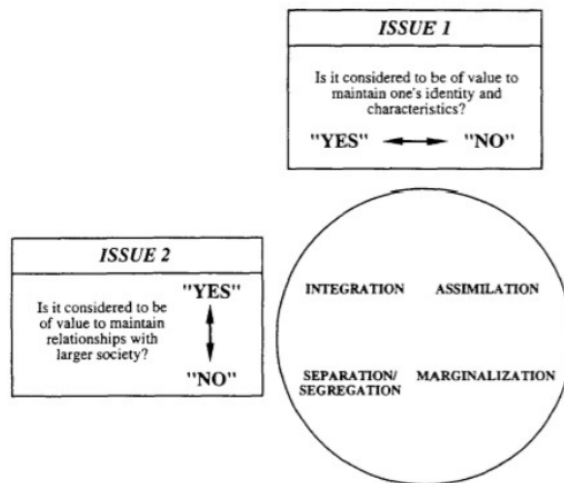 ISSUE 1
Is it considered to be of value to
maintain one's identity and
characteristics?
"YES" "NO"
ISSUE 2
Is it considered to be
of value to maintain
relationships with
larger society?
"YES"
"NO"
INTEGRATION ASSIMILATION
SEPARATION/
SEGREGATION
MARGINALIZATION